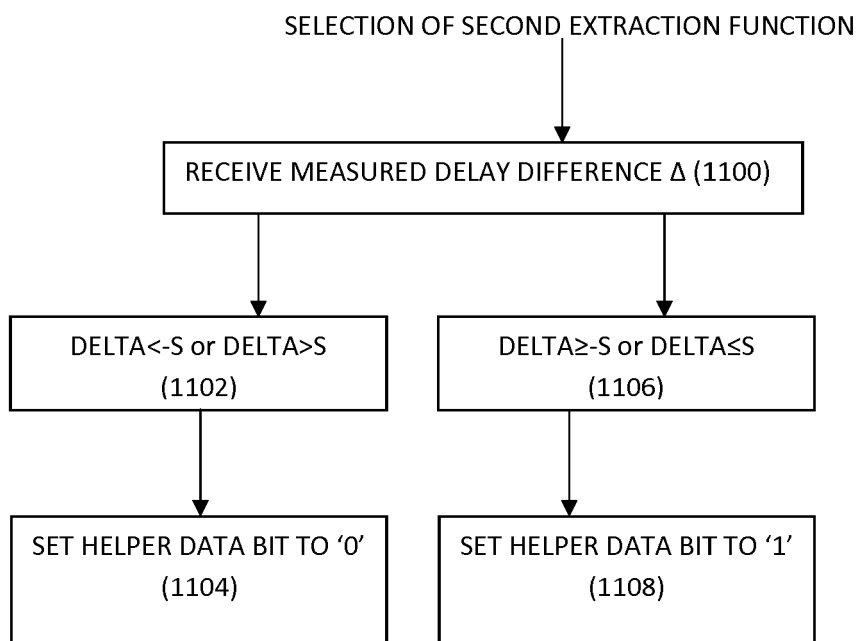 SELECTION OF SECOND EXTRACTION FUNCTION
RECEIVE MEASURED DELAY DIFFERENCE Δ (1100)
DELTA<-S or DELTA>S
(1102)
DELTA≥-S or DELTA≤S
(1106)
SET HELPER DATA BIT TO ‘0’
(1104)
SET HELPER DATA BIT TO ‘1’
(1108)